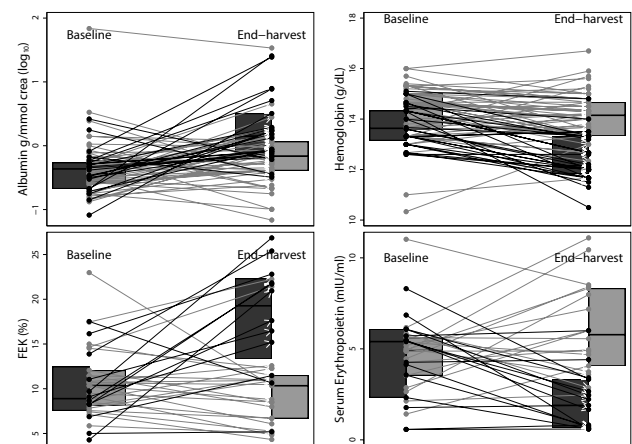 Albumin g/mmol crea (log10)
2
1
0
−1
Baseline
End−harvest
Hemoglobin (g/dL)
18
16
14
12
10
Baseline
End−harvest
FEK (%)
25
20
15
10
5
Baseline
End−harvest
Serum Erythropoietin (mIU/ml)
10
5
0
Baseline
End−harvest